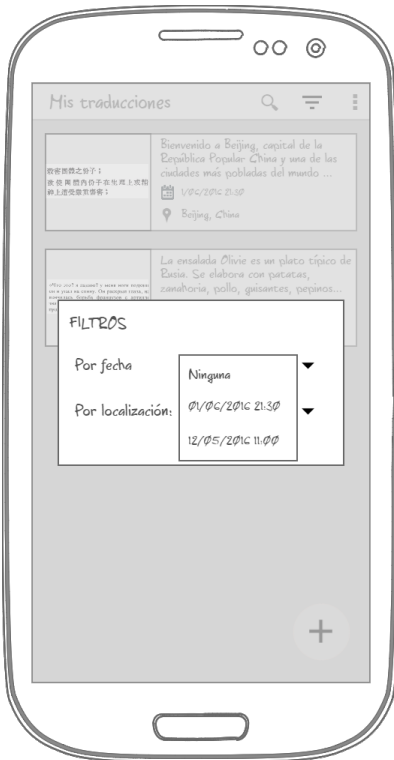 Mis traducciones
Bienvenido a Beijing, capital de la
República Popular China y una de las
ciudades más pobladas del mundo ...
1/06/2016 21:30
Beijing, China
La ensalada Olivie es un plato típico de
Rusia. Se elabora con patatas,
zanahoria, pollo, guisantes, pepinos...
FILTROS
Por fecha
Ninguna
01/06/2016 21:30
12/05/2016 11:00
Por localización: